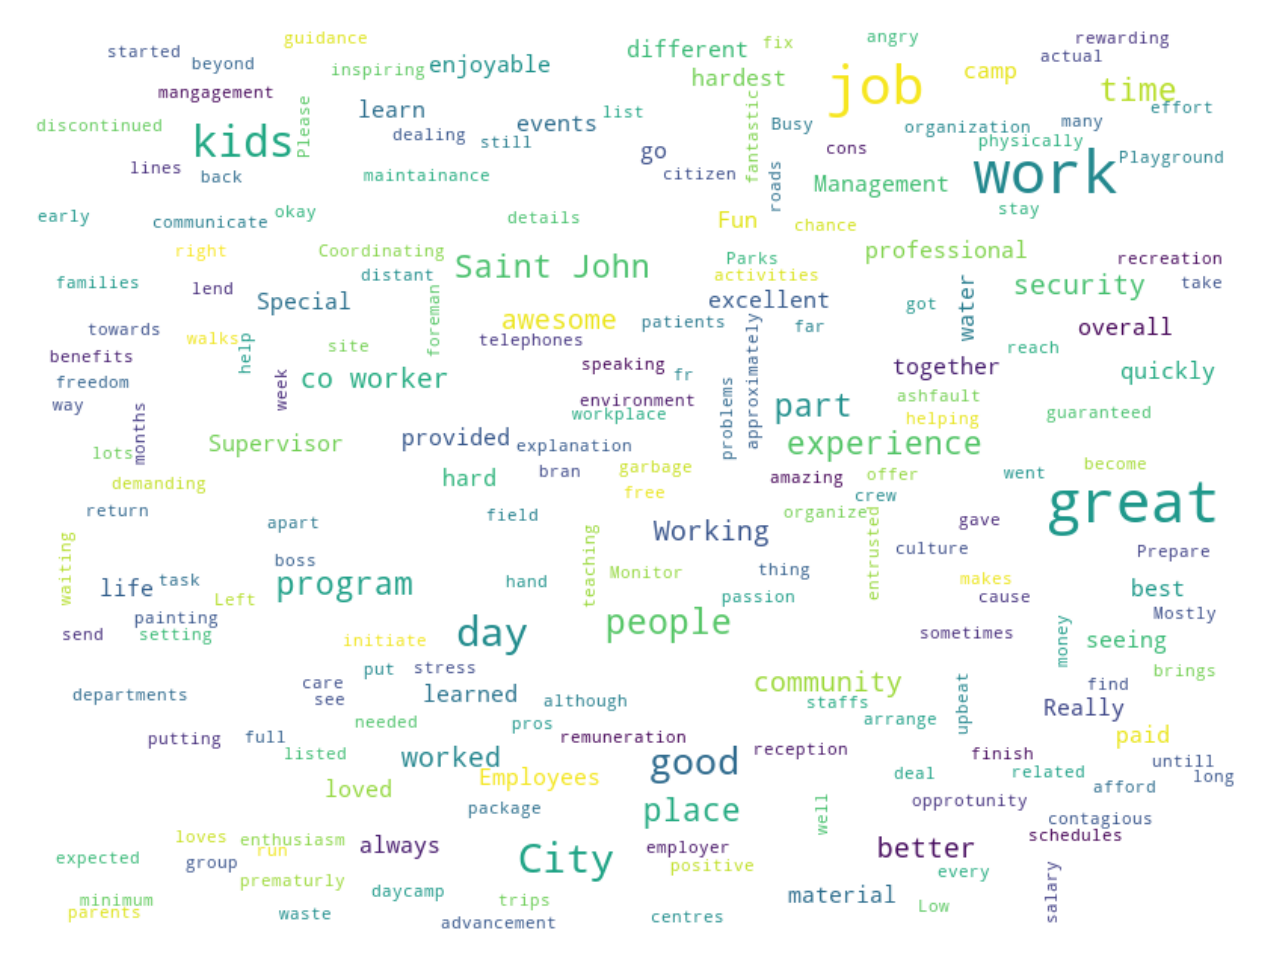 guidance
different
fix
angry
rewarding
started
beyond
inspiring
enjoyable
hardest
job
camp
actual
time
mangagement
learn
list
fantastic
Busy
organization
many
effort
discontinued
kids
Please
dealing
still
events
go
cons
physically
Playground
lines
back
maintainance
citizen
roads
Management
work
early
communicate
okay
details
Fun
chance
stay
right
Coordinating
distant
Saint John
Parks
activities
professional
recreation
families
lend
Special
foreman
excellent
got
water
security
take
towards
walks
help
site
awesome
telephones
patients
approximately
far
overall
reach
benefits
freedom
week
co worker
speaking
fr
together
quickly
way
months
environment
workplace
problems
part
ashfault
helping
guaranteed
lots
Supervisor
provided
explanation
experience
demanding
hard
bran
garbage
free
amazing
offer
went
become
return
apart
field
crew
organize
entrusted
gave
great
waiting
boss
teaching
Working
culture
Prepare
life
task
program
hand
Monitor
thing
makes
best
Left
passion
cause
painting
send
setting
initiate
day
people
sometimes
money
seeing
Mostly
put
stress
departments
care
see
learned
although
community
staffs
upbeat
find
brings
needed
pros
arrange
Really
putting
full
listed
worked
remuneration
good
reception
finish
paid
untill
loved
Employees
deal
related
afford
long
package
place
well
opprotunity
contagious
loves
enthusiasm
run
always
City
employer
better
schedules
expected
group
positive
every
prematurly
daycamp
trips
material
Low
salary
minimum
parents
waste
advancement
centres